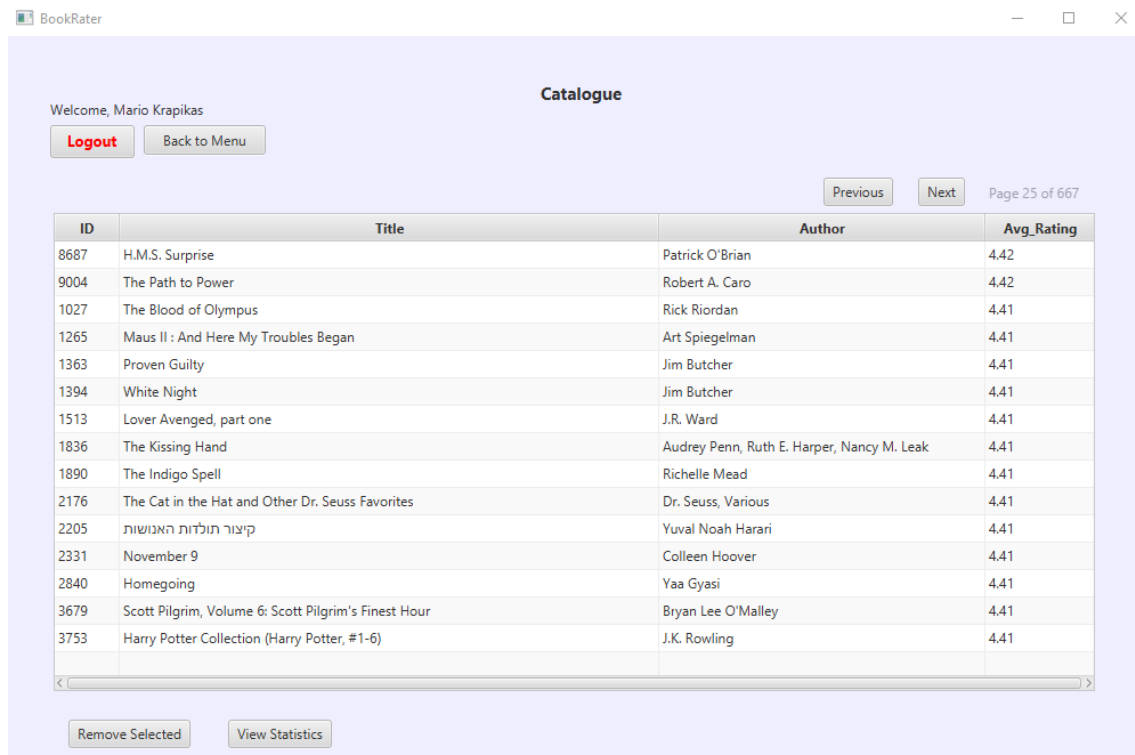 BookRater
Catalogue
Welcome, Mario Krapikas
Logout Back to Menu
Previous Next Page 25 of 667
ID Title Author Avg_Rating
8687 H.M.S. Surprise Patrick O'Brian 4.42
9004 The Path to Power Robert A. Caro 4.42
1027 The Blood of Olympus Rick Riordan 4.41
1265 Maus II : And Here My Troubles Began Art Spiegelman 4.41
1363 Proven Guilty Jim Butcher 4.41
1394 White Night Jim Butcher 4.41
1513 Lover Avenged, part one J.R. Ward 4.41
1836 The Kissing Hand Audrey Penn, Ruth E. Harper, Nancy M. Leak 4.41
1890 The Indigo Spell Richelle Mead 4.41
2176 The Cat in the Hat and Other Dr. Seuss Favorites Dr. Seuss, Various 4.41
2205 קיצור תולדות האנושות Yuval Noah Harari 4.41
2331 November 9 Colleen Hoover 4.41
2840 Homegoing Yaa Gyasi 4.41
3679 Scott Pilgrim, Volume 6: Scott Pilgrim's Finest Hour Bryan Lee O'Malley 4.41
3753 Harry Potter Collection (Harry Potter, #1-6) J.K. Rowling 4.41
Remove Selected View Statistics